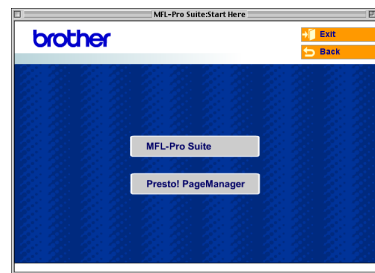 MFL-Pro Suite:Start Here
brother
Exit
Back
MFL-Pro Suite
Presto! PageManager